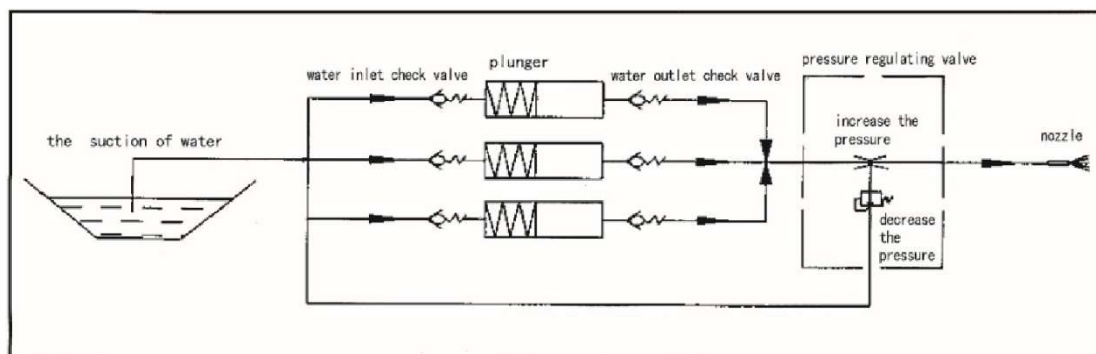 plunger
water inlet check valve
water outlet check valve
pressure regulating valve
the suction of water
increase the
pressure
nozzle
decrease
the
pressure